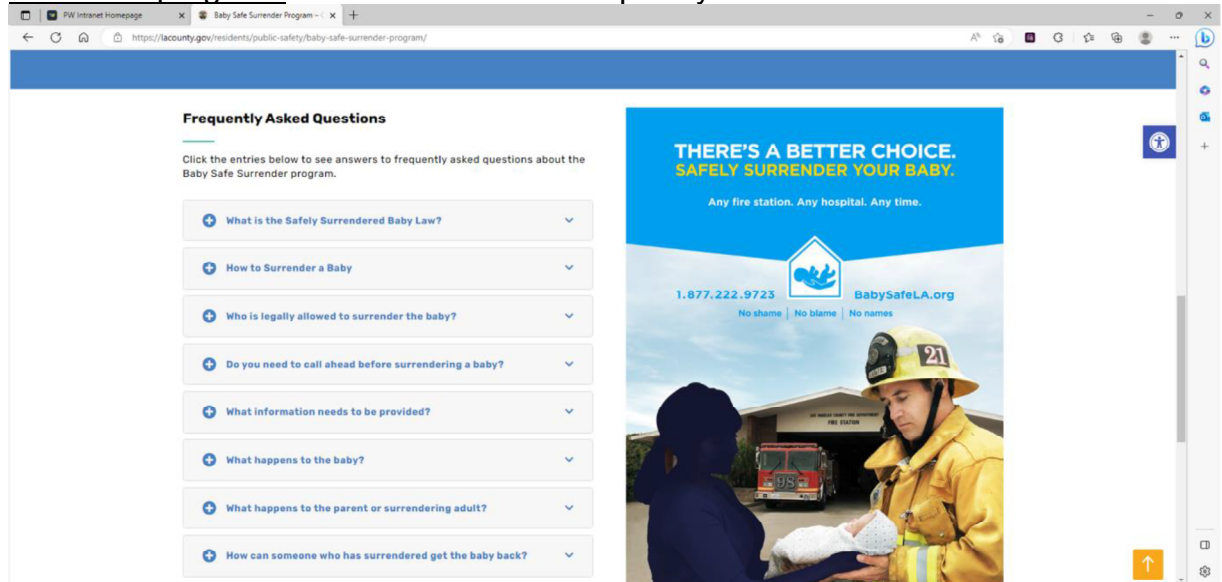 PW Intranet Homepage
Baby Safe Surrender Program –
https://lacounty.gov/residents/public-safety/baby-safe-surrender-program/
Frequently Asked Questions
Click the entries below to see answers to frequently asked questions about the
Baby Safe Surrender program.
What is the Safely Surrendered Baby Law?
How to Surrender a Baby
Who is legally allowed to surrender the baby?
Do you need to call ahead before surrendering a baby?
What information needs to be provided?
What happens to the baby?
What happens to the parent or surrendering adult?
How can someone who has surrendered get the baby back?
THERE'S A BETTER CHOICE.
SAFELY SURRENDER YOUR BABY.
Any fire station. Any hospital. Any time.
1.877.222.9723
BabySafeLA.org
No shame | No blame | No names
21
LOS ANGELES COUNTY FIRE DEPARTMENT
FIRE STATION
98